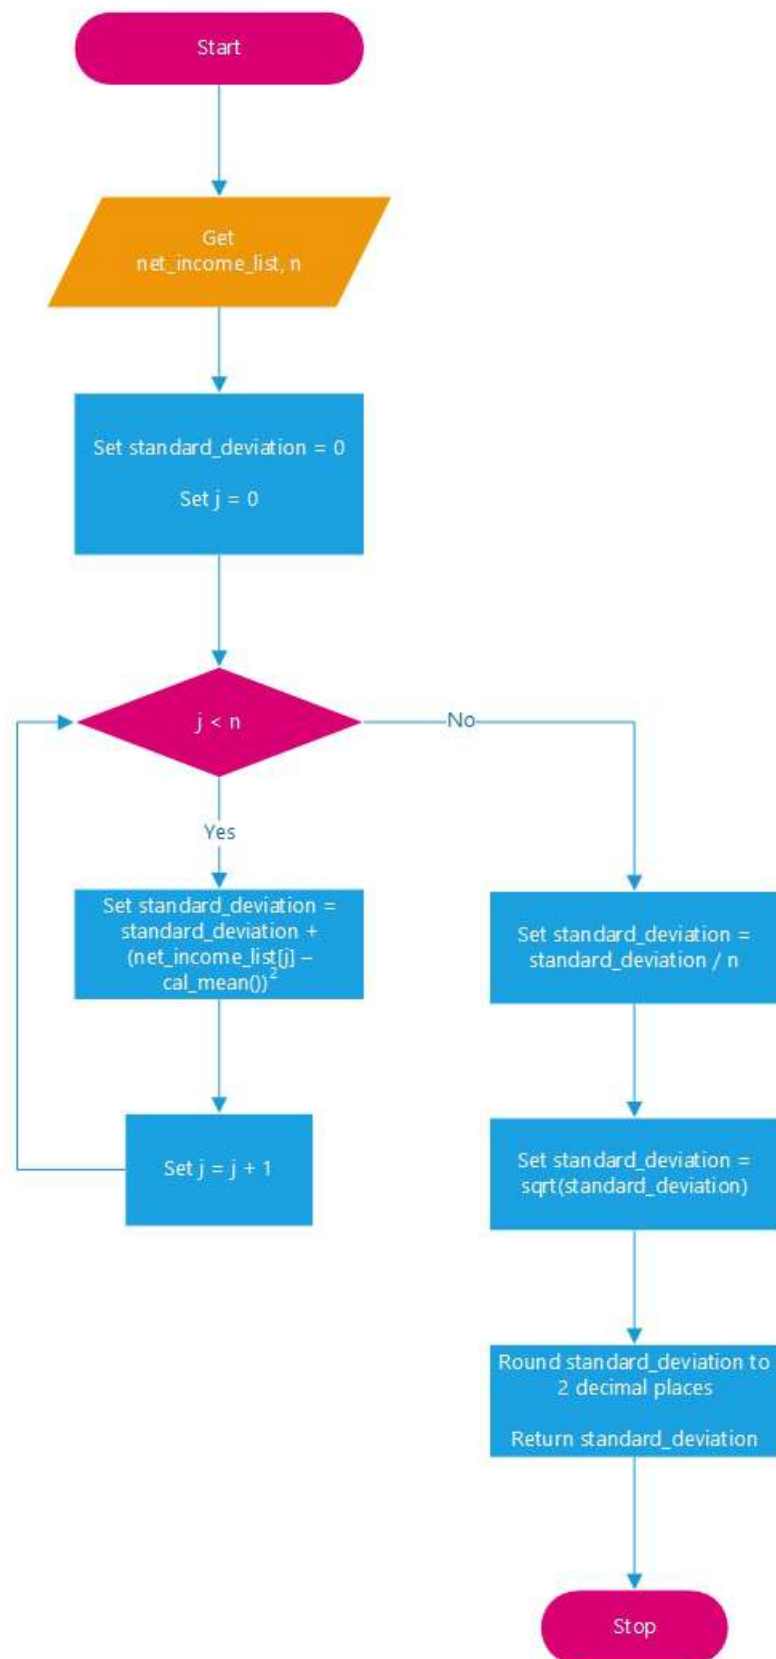 Start
Get
net_income_list, n
Set standard_deviation = 0
Set j = 0
j < n
No
Yes
Set standard_deviation =
standard_deviation +
(net_income_list[j] –
cal_mean())²
Set j = j + 1
Set standard_deviation =
standard_deviation / n
Set standard_deviation =
sqrt(standard_deviation)
Round standard_deviation to
2 decimal places
Return standard_deviation
Stop